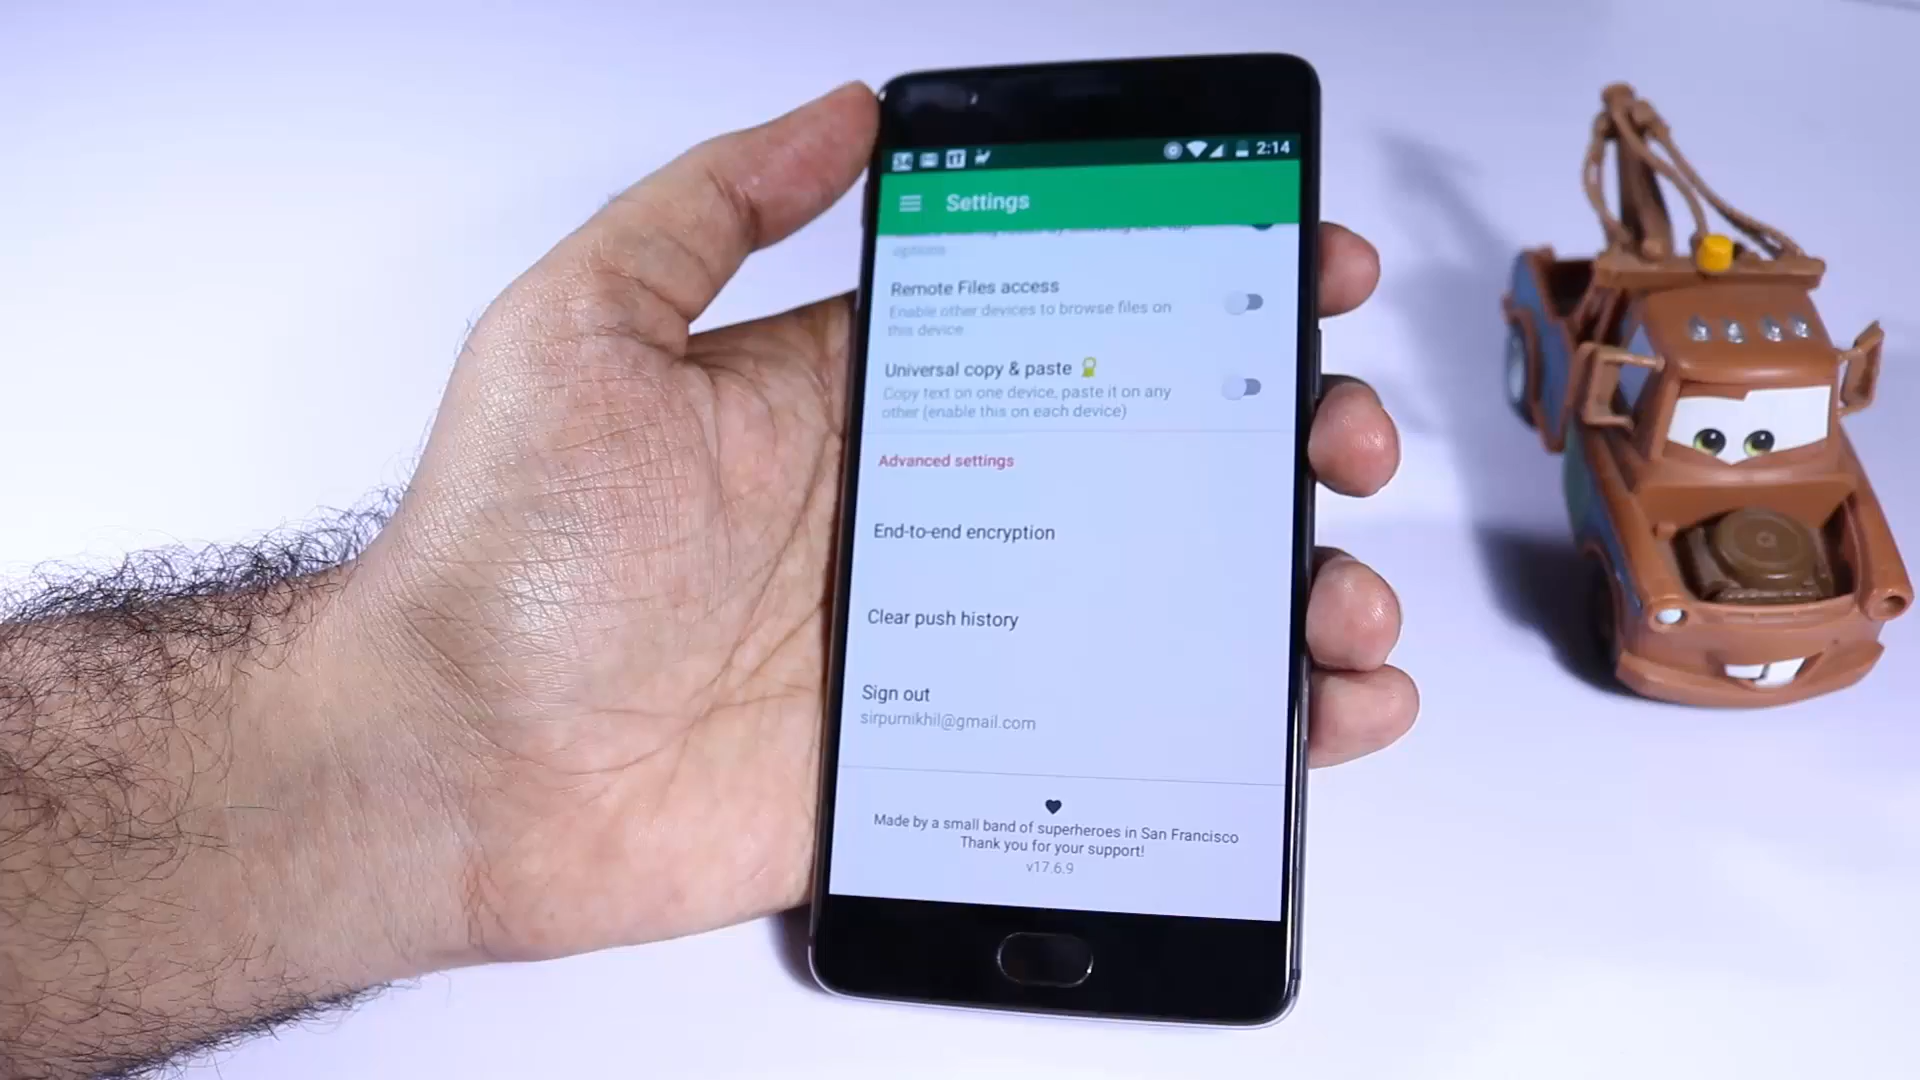 2:14
Settings
options
Remote Files access
Enable other devices to browse files on
this device
Universal copy & paste
Copy text on one device, paste it on any
other (enable this on each device)
Advanced settings
End-to-end encryption
Clear push history
Sign out
sirpurnikhil@gmail.com
Made by a small band of superheroes in San Francisco
Thank you for your support!
v17.6.9